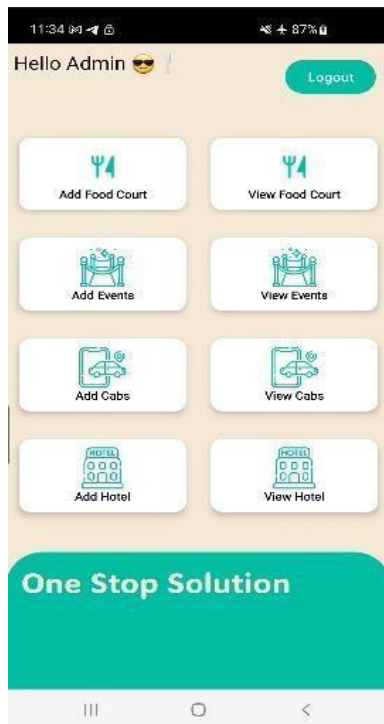 11:34 87%
Hello Admin 😎❕
Logout
Add Food Court View Food Court
Add Events View Events
Add Cabs View Cabs
HOTEL HOTEL
Add Hotel View Hotel
One Stop Solution